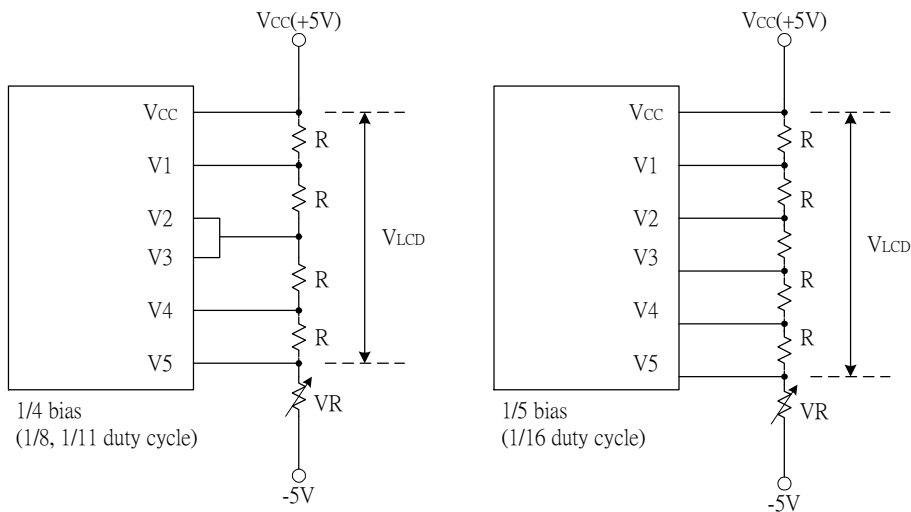 VCC(+5V)
VCC
R
V1
R
V2
VLCD
V3
R
V4
R
V5
VR
1/4 bias
(1/8, 1/11 duty cycle)
-5V
VCC(+5V)
VCC
R
V1
R
V2
R
VLCD
V3
R
V4
R
V5
VR
1/5 bias
(1/16 duty cycle)
-5V